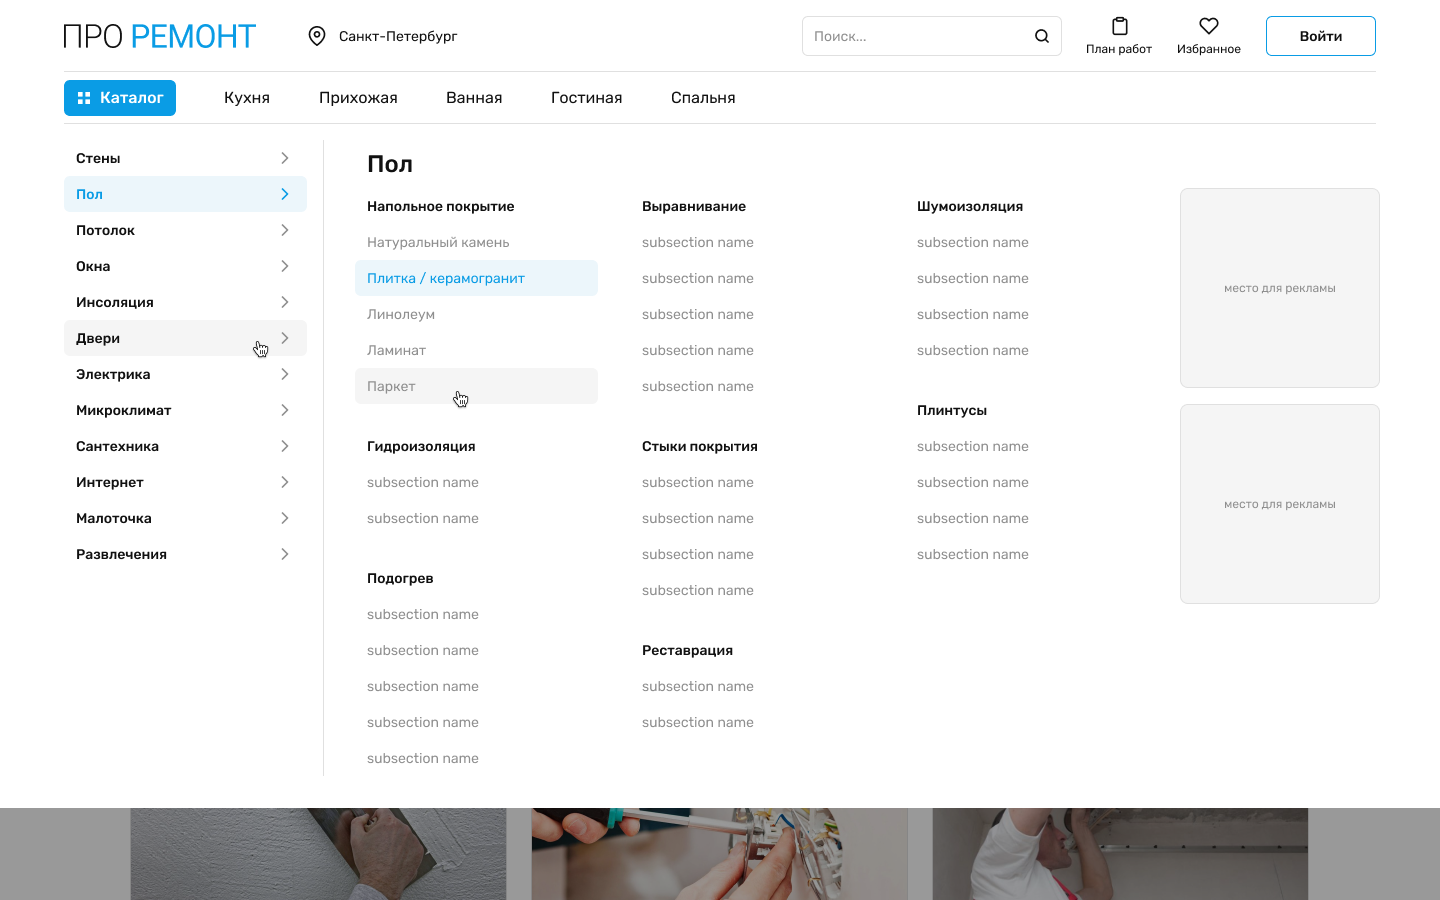 ПРО РЕМОНТ
Санкт-Петербург
Поиск...
План работ
Избранное
Войти
Каталог
Кухня
Прихожая
Ванная
Гостиная
Спальня
Стены
Пол
Потолок
Окна
Инсоляция
Двери
Электрика
Микроклимат
Сантехника
Интернет
Малоточка
Развлечения
Пол
Напольное покрытие
Натуральный камень
Плитка / керамогранит
Линолеум
Ламинат
Паркет
Гидроизоляция
subsection name
subsection name
Подогрев
subsection name
subsection name
subsection name
subsection name
subsection name
Выравнивание
subsection name
subsection name
subsection name
subsection name
subsection name
Стыки покрытия
subsection name
subsection name
subsection name
subsection name
Реставрация
subsection name
subsection name
Шумоизоляция
subsection name
subsection name
subsection name
subsection name
Плинтусы
subsection name
subsection name
subsection name
subsection name
место для рекламы
место для рекламы